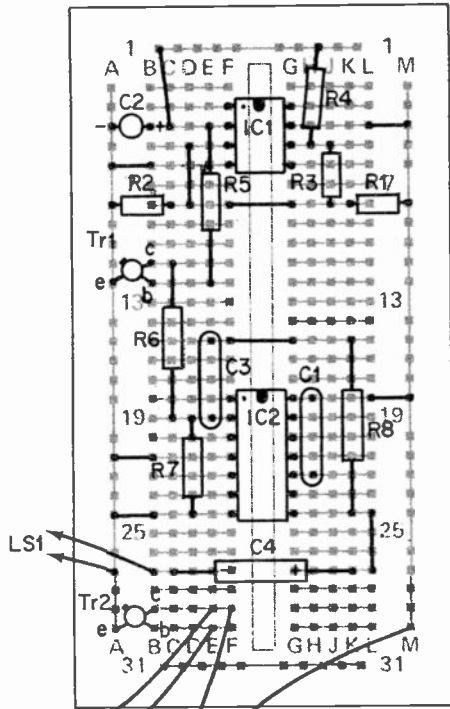 1 1
A B C D E F G H J K L M
C2 R4
- + IC1
R2 R5 R3 R17
Tr1 c
e b
13 13
R6 C3 C1
19 IC2 19
R7 R8
25 25
LS1 C4
- +
Tr2 c
e b
A B C D E F G H J K L M
31 31